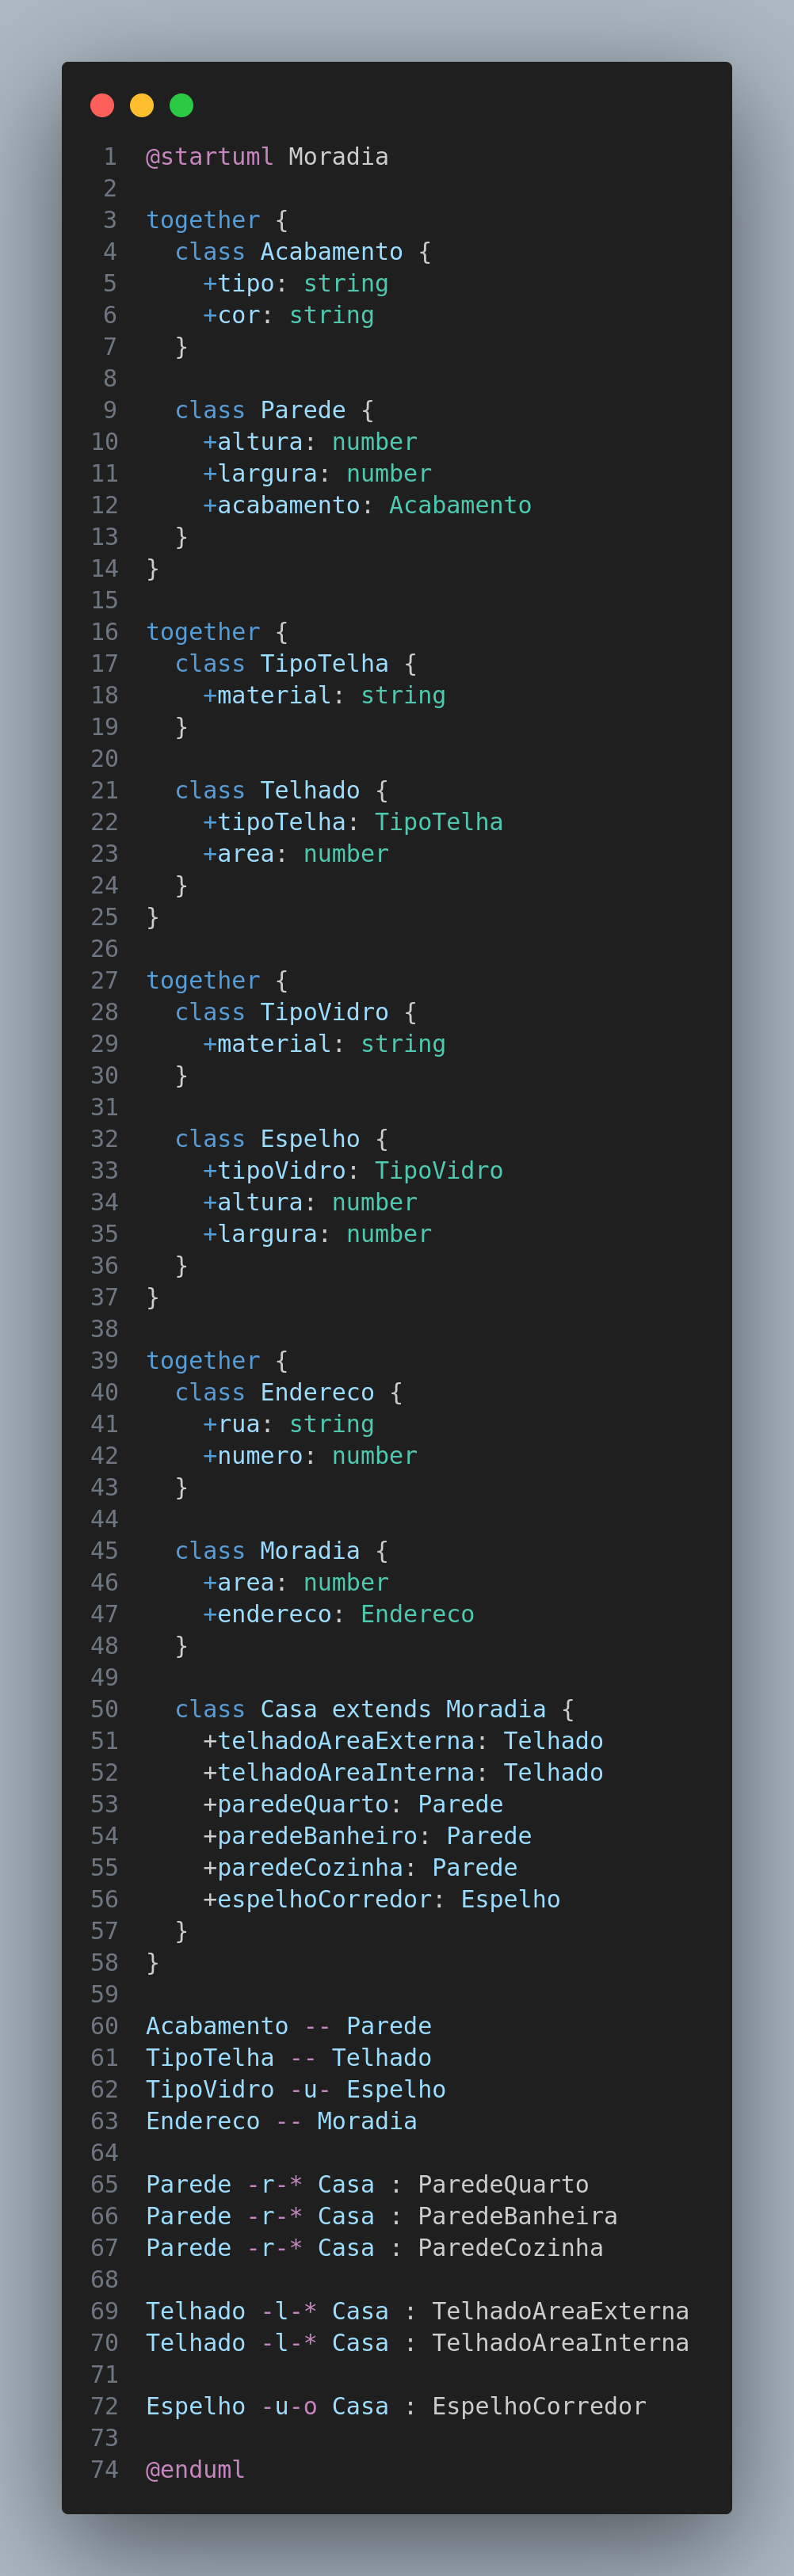 1 @startuml Moradia
2
3 together {
4   class Acabamento {
5     +tipo: string
6     +cor: string
7   }
8
9   class Parede {
10     +altura: number
11     +largura: number
12     +acabamento: Acabamento
13   }
14 }
15
16 together {
17   class TipoTelha {
18     +material: string
19   }
20
21   class Telhado {
22     +tipoTelha: TipoTelha
23     +area: number
24   }
25 }
26
27 together {
28   class TipoVidro {
29     +material: string
30   }
31
32   class Espelho {
33     +tipoVidro: TipoVidro
34     +altura: number
35     +largura: number
36   }
37 }
38
39 together {
40   class Endereco {
41     +rua: string
42     +numero: number
43   }
44
45   class Moradia {
46     +area: number
47     +endereco: Endereco
48   }
49
50   class Casa extends Moradia {
51     +telhadoAreaExterna: Telhado
52     +telhadoAreaInterna: Telhado
53     +paredeQuarto: Parede
54     +paredeBanheiro: Parede
55     +paredeCozinha: Parede
56     +espelhoCorredor: Espelho
57   }
58 }
59
60 Acabamento -- Parede
61 TipoTelha -- Telhado
62 TipoVidro -u- Espelho
63 Endereco -- Moradia
64
65 Parede -r-* Casa : ParedeQuarto
66 Parede -r-* Casa : ParedeBanheira
67 Parede -r-* Casa : ParedeCozinha
68
69 Telhado -l-* Casa : TelhadoAreaExterna
70 Telhado -l-* Casa : TelhadoAreaInterna
71
72 Espelho -u-o Casa : EspelhoCorredor
73
74 @enduml